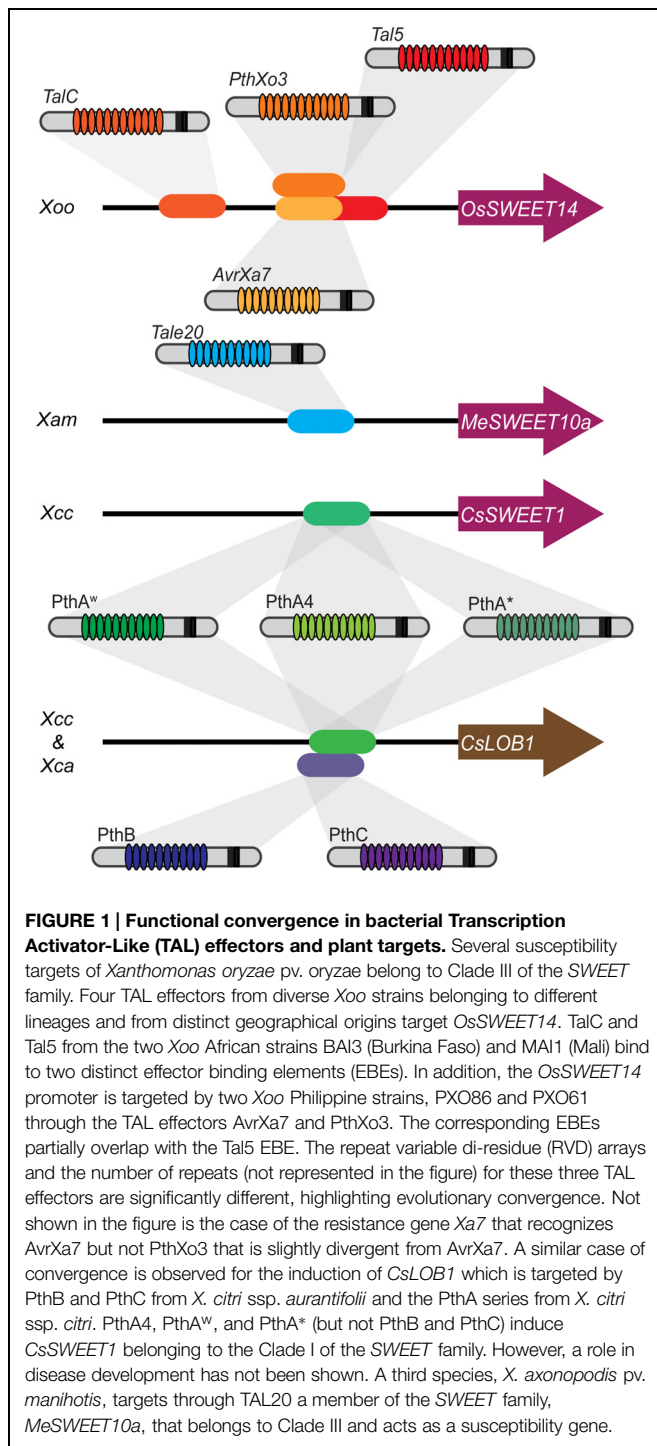 Tal5
PthXo3
TalC
Xoo
OsSWEET14
AvrXa7
Tale20
Xam
MeSWEET10a
Xcc
CsSWEET1
PthAʷ
PthA4
PthA*
Xcc
&
Xca
CsLOB1
PthB
PthC
FIGURE 1 | Functional convergence in bacterial Transcription
Activator-Like (TAL) effectors and plant targets. Several susceptibility
targets of Xanthomonas oryzae pv. oryzae belong to Clade III of the SWEET
family. Four TAL effectors from diverse Xoo strains belonging to different
lineages and from distinct geographical origins target OsSWEET14. TalC and
Tal5 from the two Xoo African strains BAI3 (Burkina Faso) and MAI1 (Mali) bind
to two distinct effector binding elements (EBEs). In addition, the OsSWEET14
promoter is targeted by two Xoo Philippine strains, PXO86 and PXO61
through the TAL effectors AvrXa7 and PthXo3. The corresponding EBEs
partially overlap with the Tal5 EBE. The repeat variable di-residue (RVD) arrays
and the number of repeats (not represented in the figure) for these three TAL
effectors are significantly different, highlighting evolutionary convergence. Not
shown in the figure is the case of the resistance gene Xa7 that recognizes
AvrXa7 but not PthXo3 that is slightly divergent from AvrXa7. A similar case of
convergence is observed for the induction of CsLOB1 which is targeted by
PthB and PthC from X. citri ssp. aurantifolii and the PthA series from X. citri
ssp. citri. PthA4, PthAʷ, and PthA* (but not PthB and PthC) induce
CsSWEET1 belonging to the Clade I of the SWEET family. However, a role in
disease development has not been shown. A third species, X. axonopodis pv.
manihotis, targets through TAL20 a member of the SWEET family,
MeSWEET10a, that belongs to Clade III and acts as a susceptibility gene.